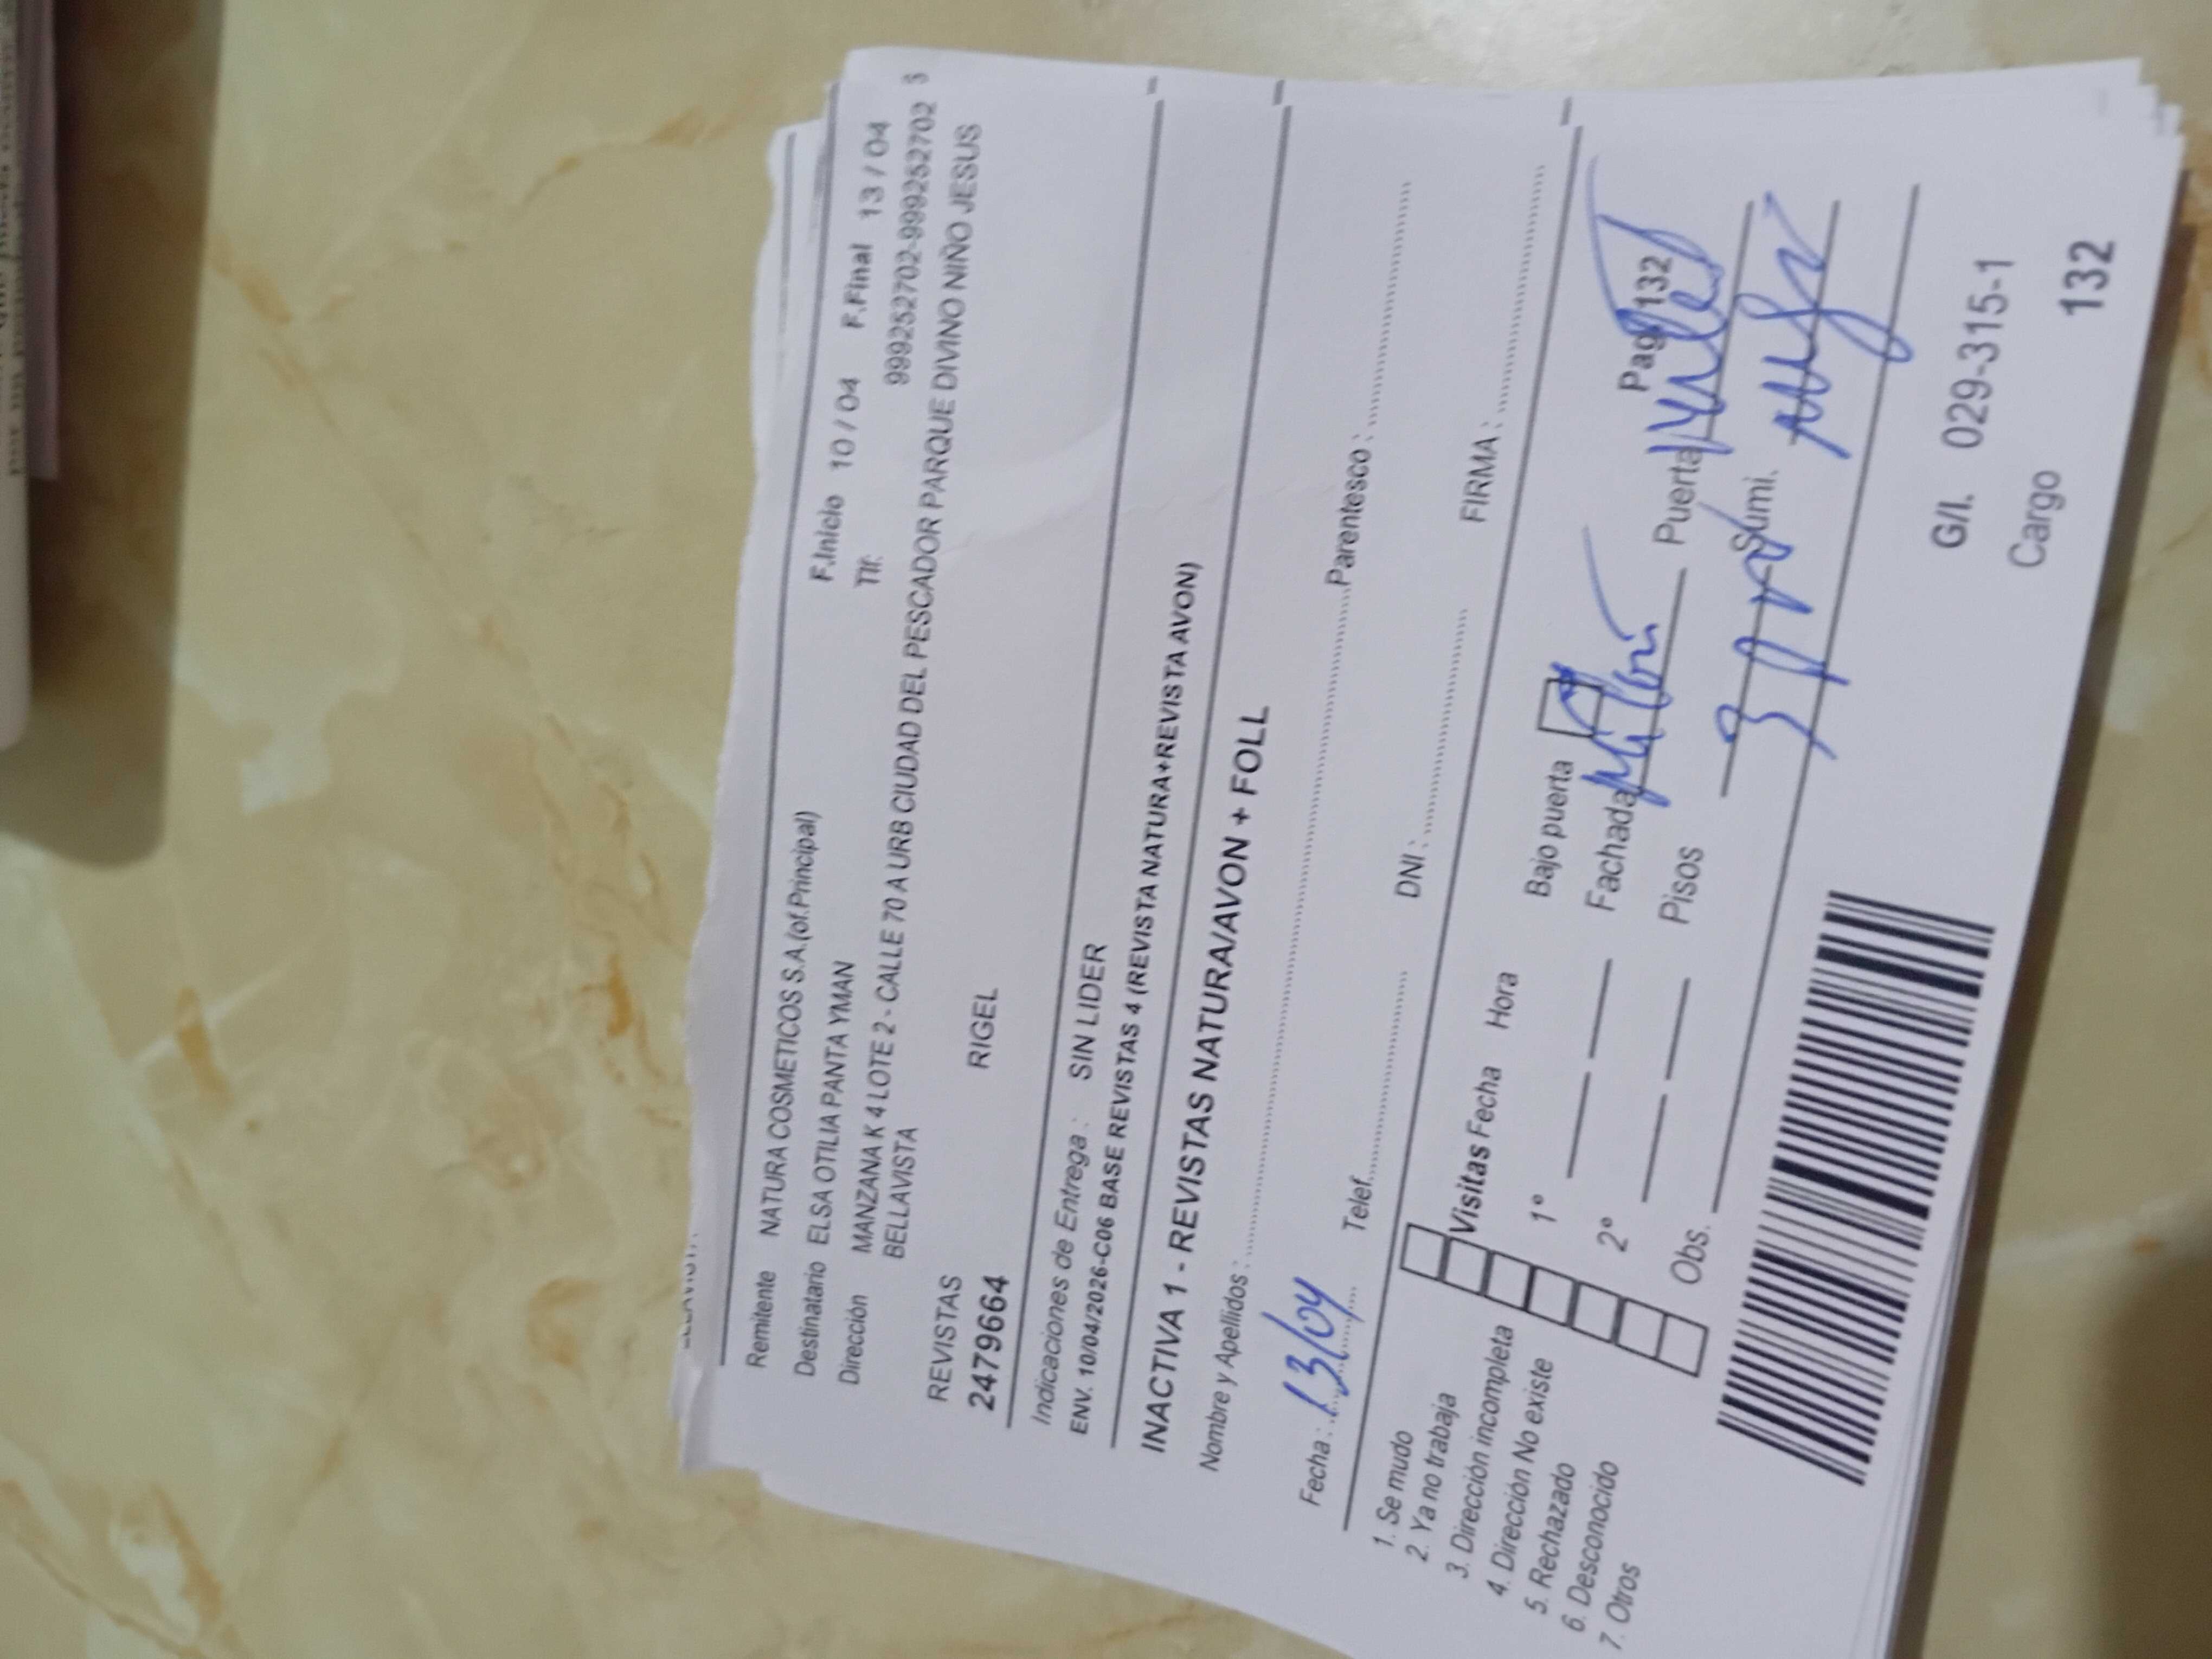 Remitente NATURA COSMETICOS S.A.(of.Principal) F.Inicio 10 / 04 F.Final 13 / 04
Destinatario ELSA OTILIA PANTA YMAN Tlf. 999252702-999252702 $
Dirección MANZANA K 4 LOTE 2 - CALLE 70 A URB CIUDAD DEL PESCADOR PARQUE DIVINO NIÑO JESUS
BELLAVISTA
REVISTAS RIGEL
24796664
Indicaciones de Entrega : SIN LIDER
ENV. 10/04/2026-C06 BASE REVISTAS 4 (REVISTA NATURA+REVISTA AVON)
INACTIVA 1 - REVISTAS NATURA/AVON + FOLL
Nombre y Apellidos : Parentesco :
Fecha : 13/04 Telef. DNI : FIRMA :
1. Se mudo
2. Ya no trabaja
3. Dirección incompleta
4. Dirección No existe
5. Rechazado
6. Desconocido
7. Otros
Visitas Fecha Hora
1º
2º
Obs.
Bajo puerta Pag 132
Fachada Puerta
Pisos 3 Sumi.
G/I. 029-315-1
Cargo 132